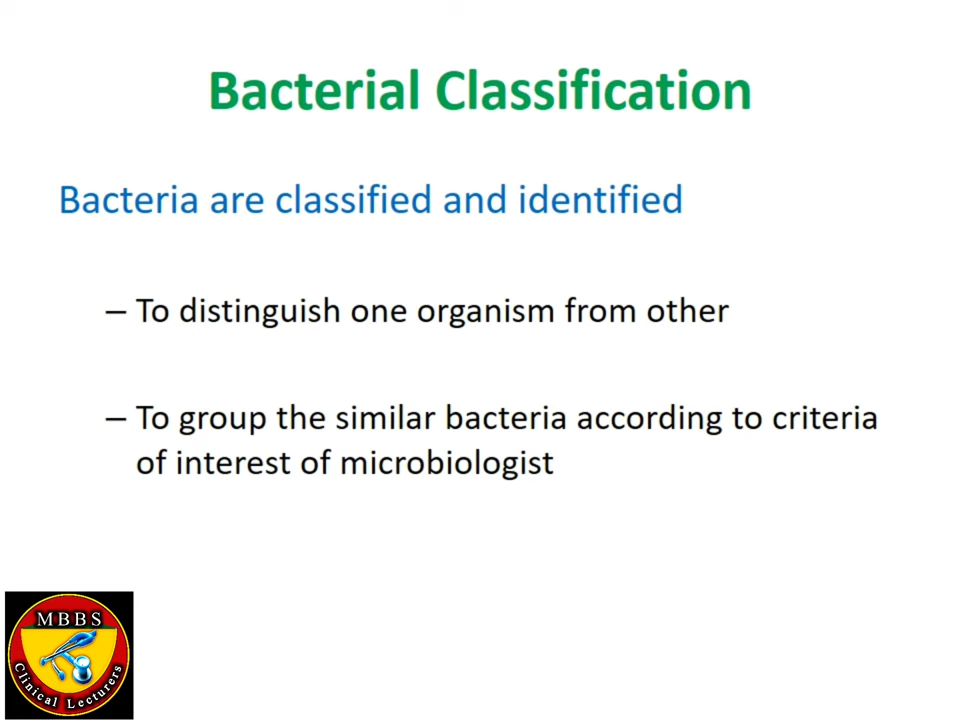 Bacterial Classification
Bacteria are classified and identified
– To distinguish one organism from other
– To group the similar bacteria according to criteria
of interest of microbiologist
MBBS
Clinical Lecturers